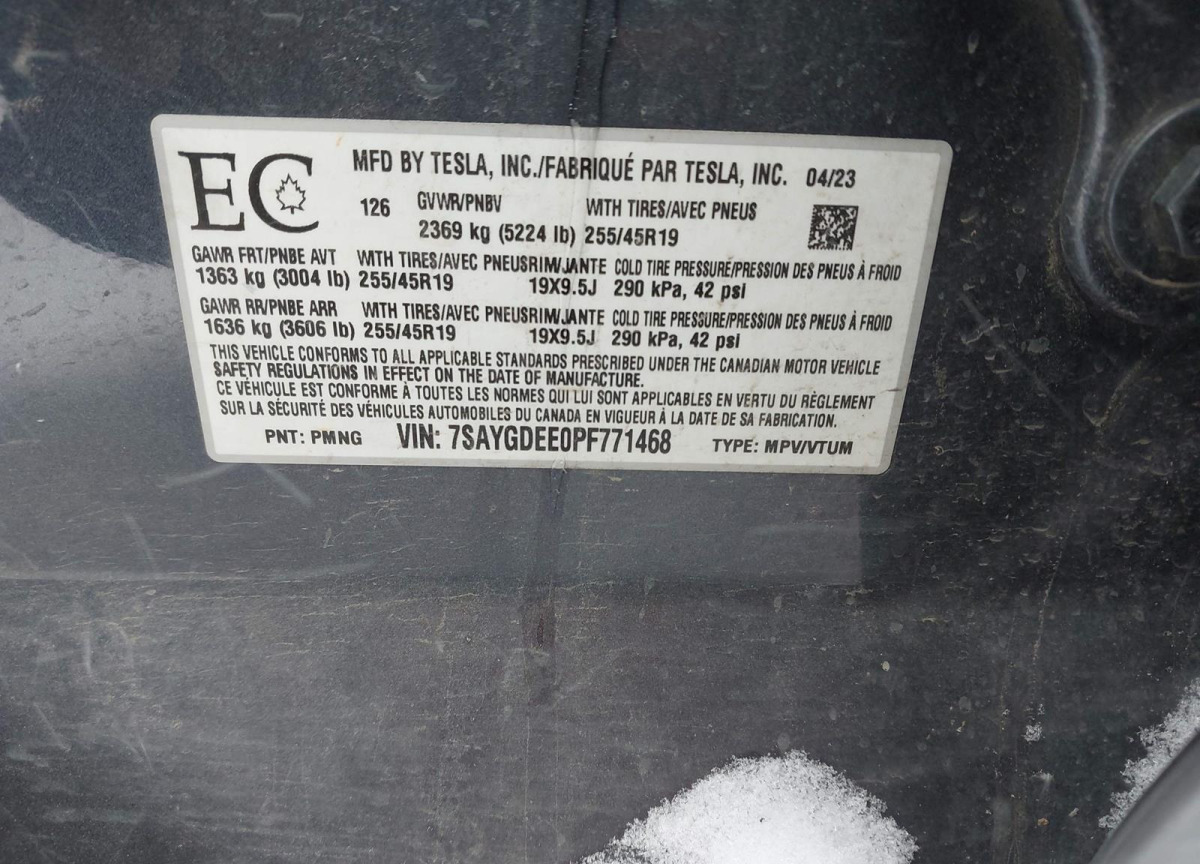 EC
MFD BY TESLA, INC./FABRIQUÉ PAR TESLA, INC. 04/23
126 GVWR/PNBV WITH TIRES/AVEC PNEUS
2369 kg (5224 lb) 255/45R19
GAWR FRT/PNBE AVT WITH TIRES/AVEC PNEUS RIM/JANTE COLD TIRE PRESSURE/PRESSION DES PNEUS À FROID
1363 kg (3004 lb) 255/45R19 19X9.5J 290 kPa, 42 psi
GAWR RR/PNBE ARR WITH TIRES/AVEC PNEUS RIM/JANTE COLD TIRE PRESSURE/PRESSION DES PNEUS À FROID
1636 kg (3606 lb) 255/45R19 19X9.5J 290 kPa, 42 psi
THIS VEHICLE CONFORMS TO ALL APPLICABLE STANDARDS PRESCRIBED UNDER THE CANADIAN MOTOR VEHICLE
SAFETY REGULATIONS IN EFFECT ON THE DATE OF MANUFACTURE.
CE VÉHICULE EST CONFORME À TOUTES LES NORMES QUI LUI SONT APPLICABLES EN VERTU DU RÈGLEMENT
SUR LA SÉCURITÉ DES VÉHICULES AUTOMOBILES DU CANADA EN VIGUEUR À LA DATE DE SA FABRICATION.
PNT: PMNG VIN: 7SAYGDEE0PF771468 TYPE: MPV/VTUM